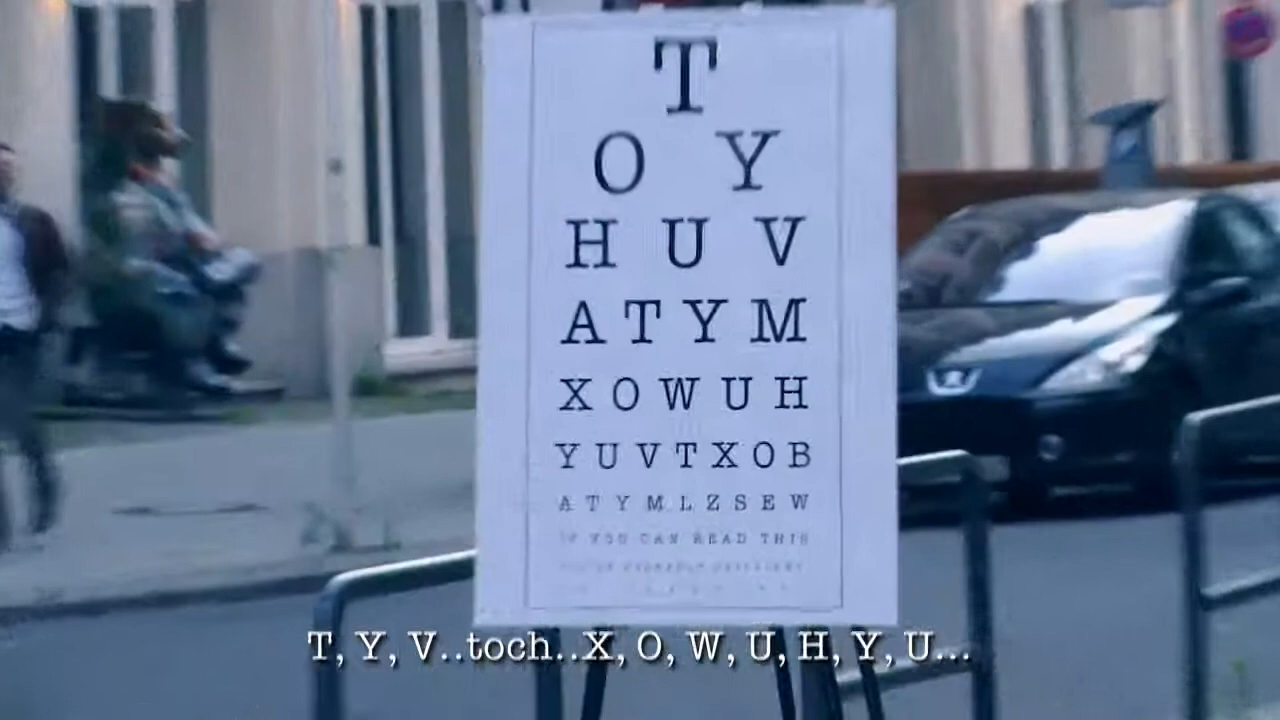 T
O Y
H U V
A T Y M
X O W U H
Y U V T X O B
A T Y M L Z S E W
IF YOU CAN READ THIS
T, Y, V..toch..X, O, W, U, H, Y, U...